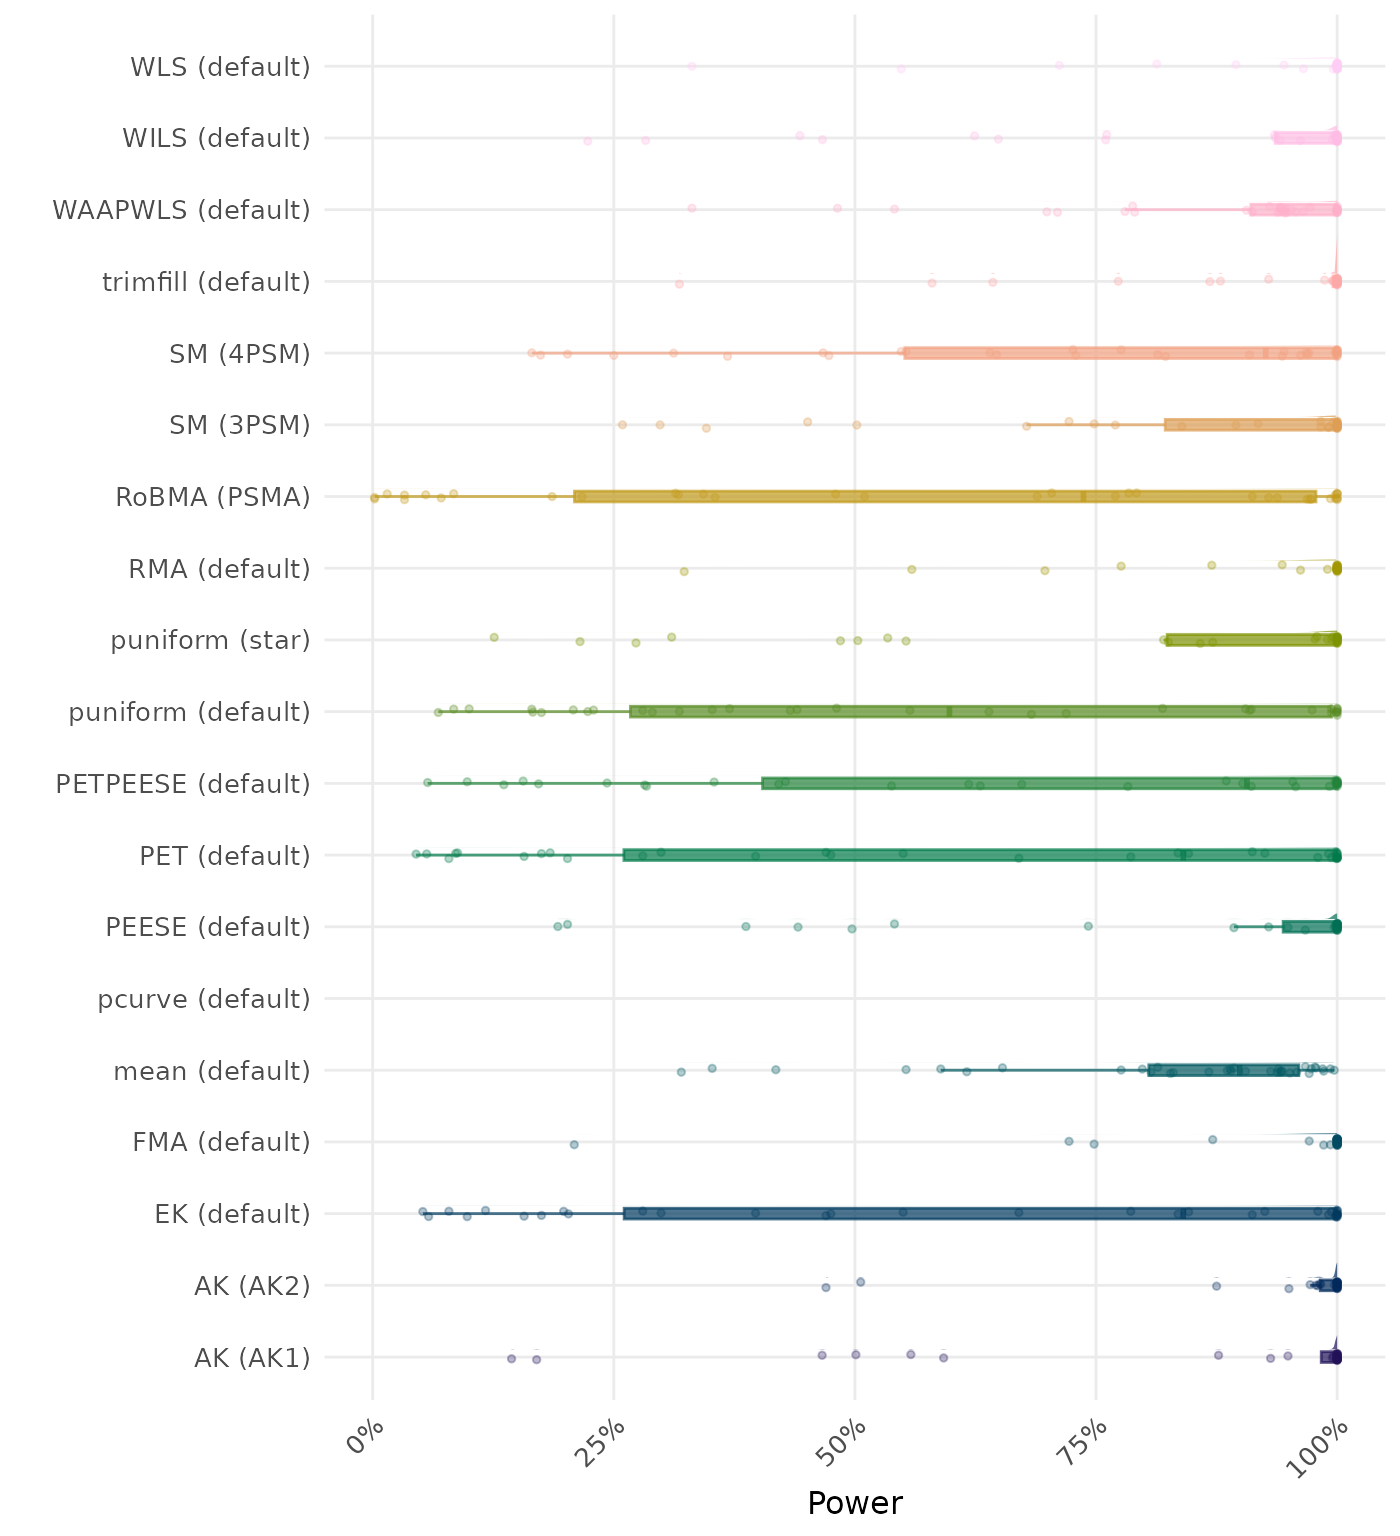 WLS (default)
WILS (default)
WAAPWLS (default)
trimfill (default)
SM (4PSM)
SM (3PSM)
RoBMA (PSMA)
RMA (default)
puniform (star)
puniform (default)
PETPEESE (default)
PET (default)
PEESE (default)
pcurve (default)
mean (default)
FMA (default)
EK (default)
AK (AK2)
AK (AK1)
0%
25%
50%
75%
100%
Power